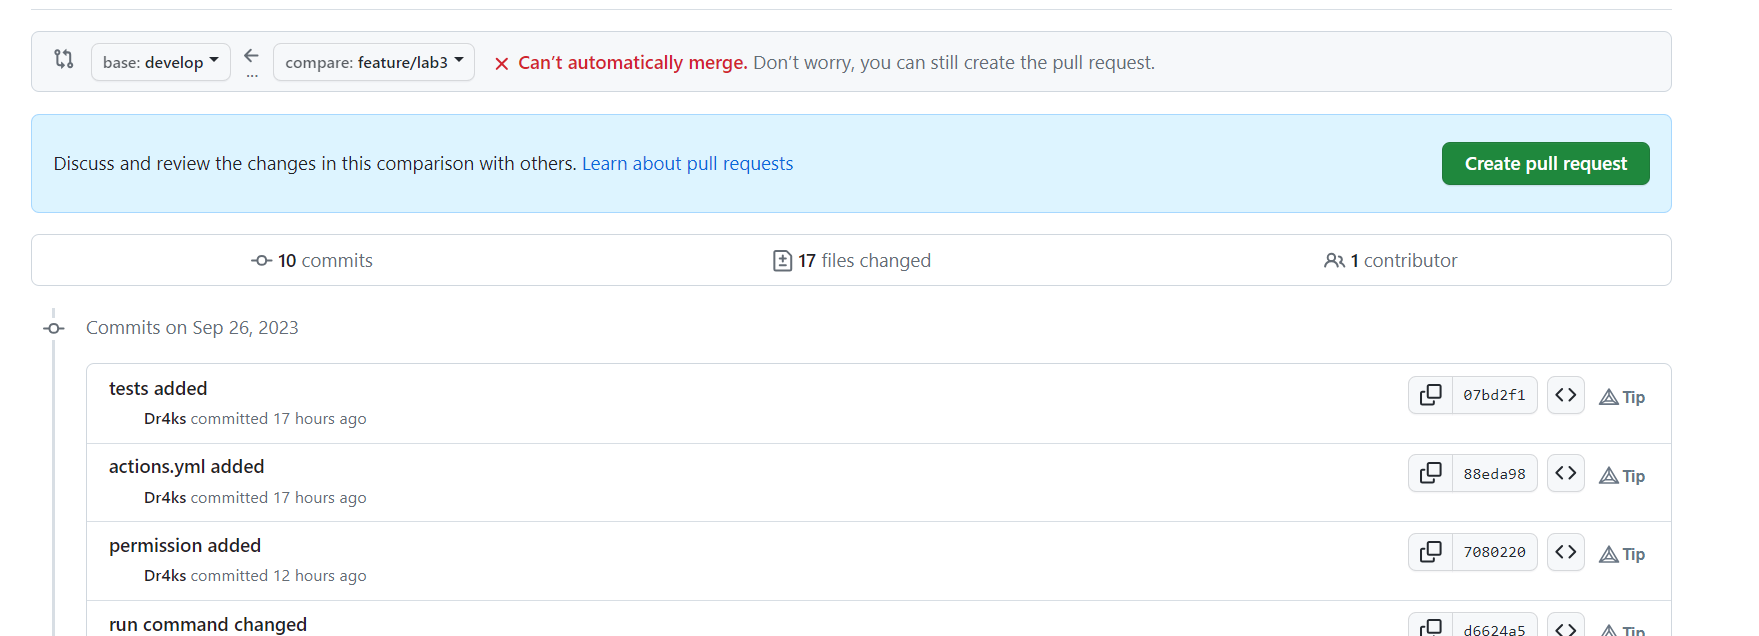 base: develop ← ... compare: feature/lab3 × Can’t automatically merge. Don’t worry, you can still create the pull request.
Discuss and review the changes in this comparison with others. Learn about pull requests Create pull request
10 commits 17 files changed 1 contributor
Commits on Sep 26, 2023
tests added
Dr4ks committed 17 hours ago
07bd2f1 <> Tip
actions.yml added
Dr4ks committed 17 hours ago
88eda98 <> Tip
permission added
Dr4ks committed 12 hours ago
7080220 <> Tip
run command changed
d6624a5 <> Tip